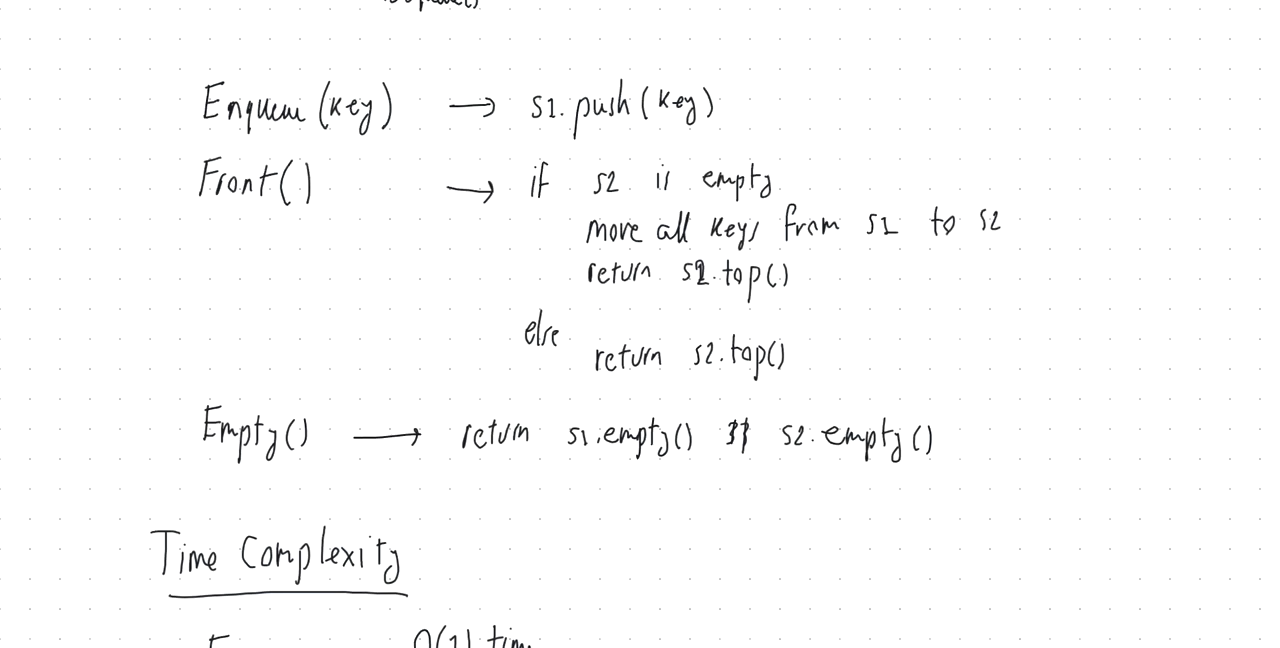 Enqueue(key) → s1.push(key)
Front() → if s2 is empty
move all keys from s1 to s2
return s2.top()
else
return s2.top()
Empty() → return s1.empty() && s2.empty()
Time Complexity
O(1) time